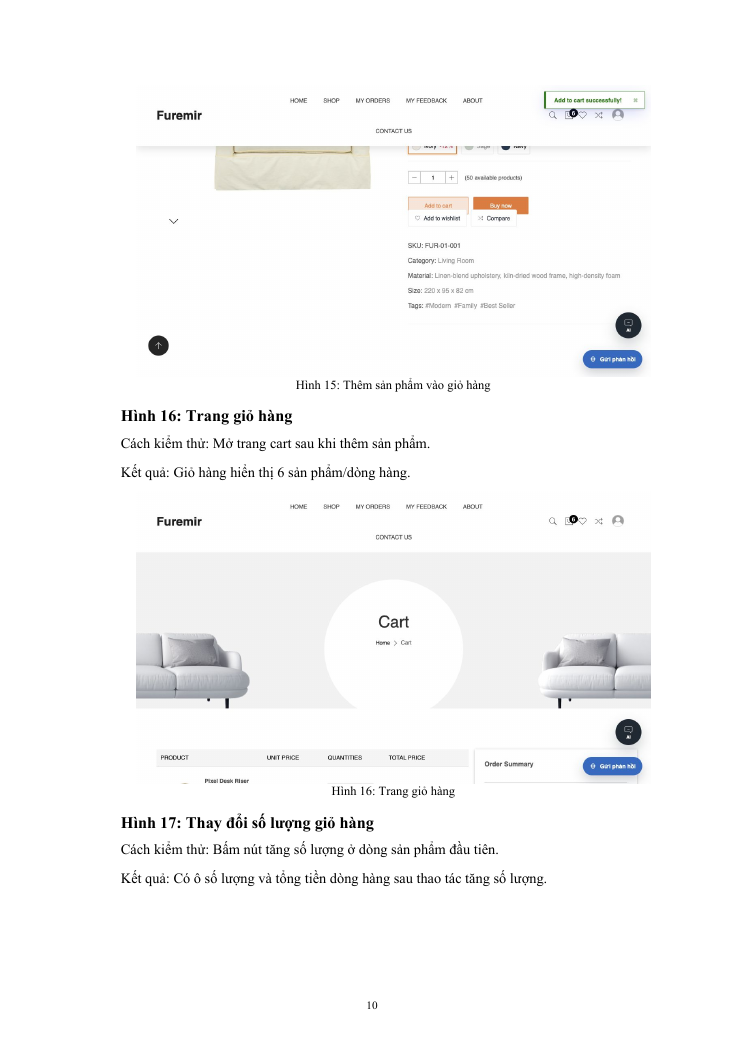 HOME SHOP MY ORDERS MY FEEDBACK ABOUT
Add to cart successfully! ×
Furemir
6
CONTACT US
Ivory -12% Sage Navy
− 1 + (50 available products)
Add to cart Buy now
Add to wishlist Compare
SKU: FUR-01-001
Category: Living Room
Material: Linen-blend upholstery, kiln-dried wood frame, high-density foam
Size: 220 x 95 x 82 cm
Tags: #Modern #Family #Best Seller
AI
Gửi phản hồi
Hình 15: Thêm sản phẩm vào giỏ hàng
Hình 16: Trang giỏ hàng
Cách kiểm thử: Mở trang cart sau khi thêm sản phẩm.
Kết quả: Giỏ hàng hiển thị 6 sản phẩm/dòng hàng.
HOME SHOP MY ORDERS MY FEEDBACK ABOUT
Furemir
6
CONTACT US
Cart
Home > Cart
AI
PRODUCT UNIT PRICE QUANTITIES TOTAL PRICE
Order Summary
Gửi phản hồi
Pixel Desk Riser
Hình 16: Trang giỏ hàng
Hình 17: Thay đổi số lượng giỏ hàng
Cách kiểm thử: Bấm nút tăng số lượng ở dòng sản phẩm đầu tiên.
Kết quả: Có ô số lượng và tổng tiền dòng hàng sau thao tác tăng số lượng.
10